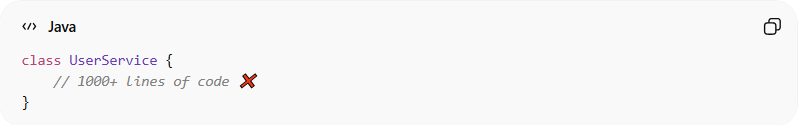 Java
class UserService {
// 1000+ lines of code ❌
}